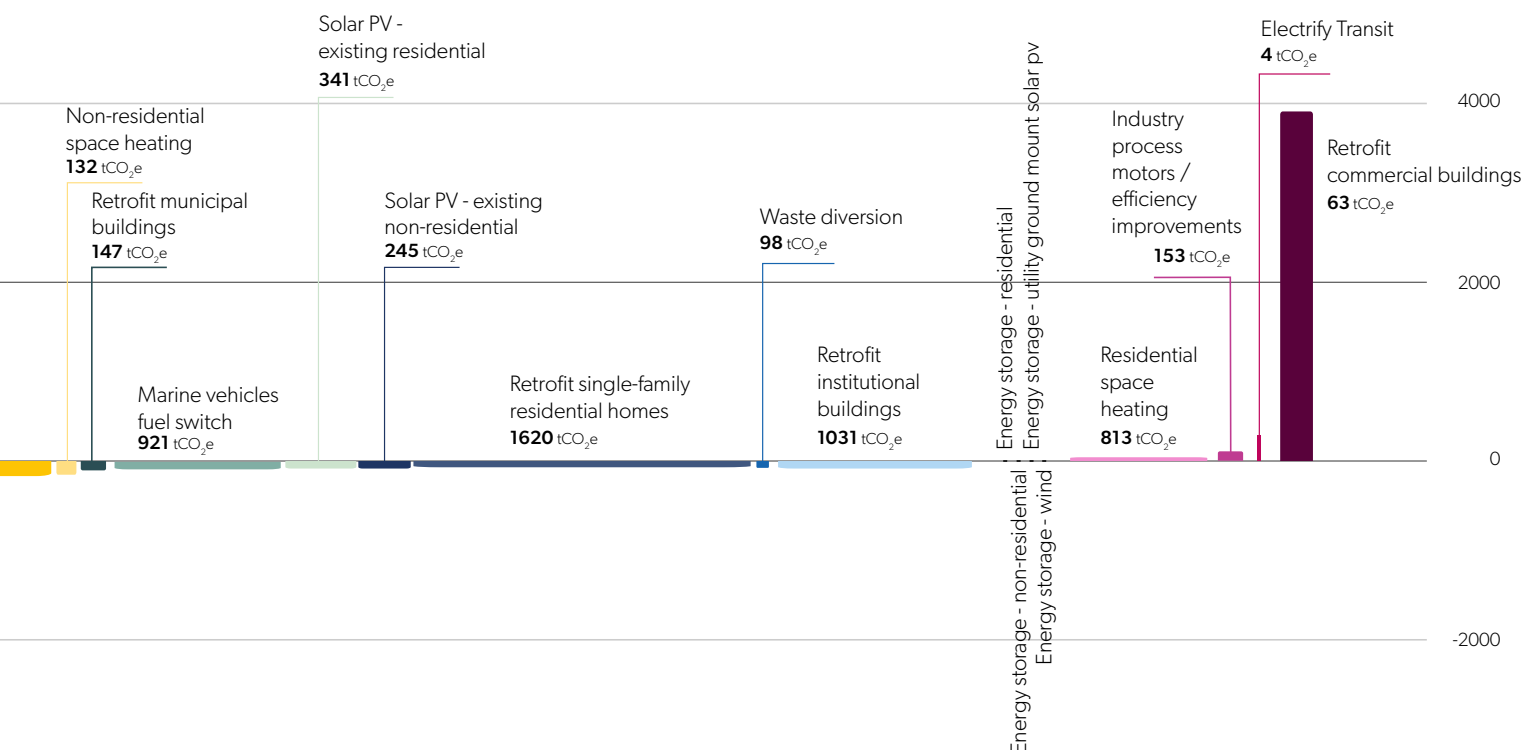 Solar PV -
existing residential
341 tCO₂e
Electrify Transit
4 tCO₂e
4000
Non-residential
space heating
132 tCO₂e
Industry
process
motors /
efficiency
improvements
153 tCO₂e
Retrofit
commercial buildings
63 tCO₂e
Retrofit municipal
buildings
147 tCO₂e
Solar PV - existing
non-residential
245 tCO₂e
Waste diversion
98 tCO₂e
Energy storage - residential
Energy storage - utility ground mount solar pv
2000
Marine vehicles
fuel switch
921 tCO₂e
Retrofit single-family
residential homes
1620 tCO₂e
Retrofit
institutional
buildings
1031 tCO₂e
Residential
space
heating
813 tCO₂e
0
Energy storage - non-residential
Energy storage - wind
-2000